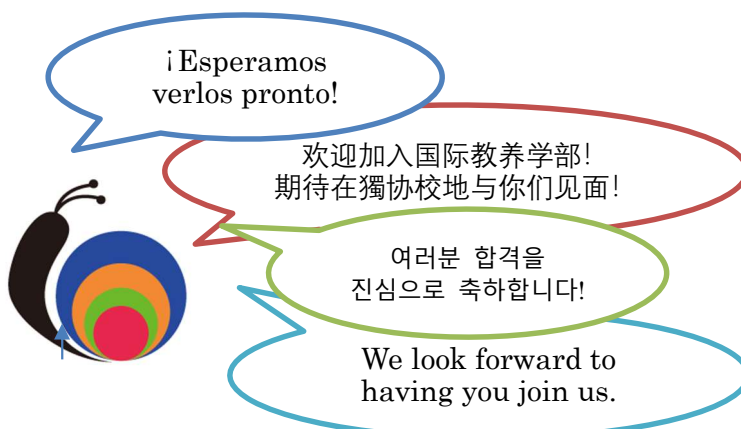 ¡Esperamos
verlos pronto!
欢迎加入国际教养学部！
期待在獨协校地与你们见面！
여러분 합격을
진심으로 축하합니다!
We look forward to
having you join us.